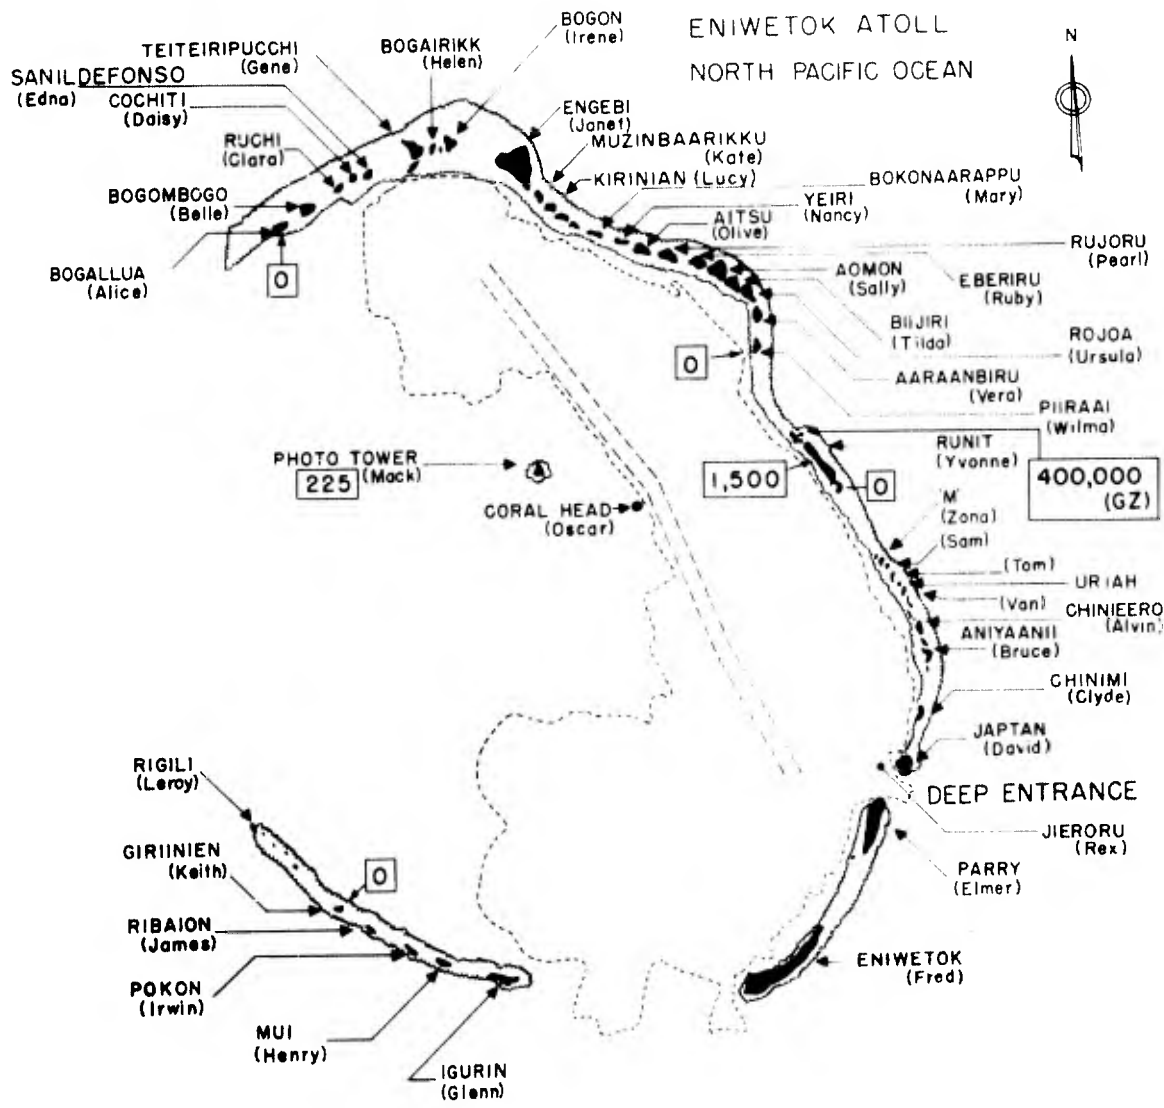 ENIWETOK ATOLL
NORTH PACIFIC OCEAN
N
BOGON
(Irene)
BOGAIRIKK
(Helen)
TEITEIRIPUCCHI
(Gene)
SANILDEFONSO
(Edna)
COCHITI
(Daisy)
RUCHI
(Clara)
BOGOMBOGO
(Belle)
BOGALLUA
(Alice)
0
ENGEBI
(Janet)
MUZINBAARIKKU
(Kate)
KIRINIAN (Lucy)
BOKONAARAPPU
(Mary)
YEIRI
(Nancy)
AITSU
(Olive)
RUJORU
(Pearl)
EBERIRU
(Ruby)
AOMON
(Sally)
BIIJIRI
(Tilda)
ROJOA
(Ursula)
AARAANBIRU
(Vera)
PIIRAAI
(Wilma)
0
RUNIT
(Yvonne)
400,000
(GZ)
1,500
0
PHOTO TOWER
225 (Mack)
CORAL HEAD
(Oscar)
M
(Zona)
(Sam)
(Tom)
URIAH
(Van)
CHINIEERO
(Alvin)
ANIYAANII
(Bruce)
CHINIMI
(Clyde)
JAPTAN
(David)
DEEP ENTRANCE
JIERORU
(Rex)
PARRY
(Elmer)
ENIWETOK
(Fred)
RIGILI
(Leroy)
GIRIINIEN
(Keith)
0
RIBAION
(James)
POKON
(Irwin)
MUI
(Henry)
IGURIN
(Glenn)